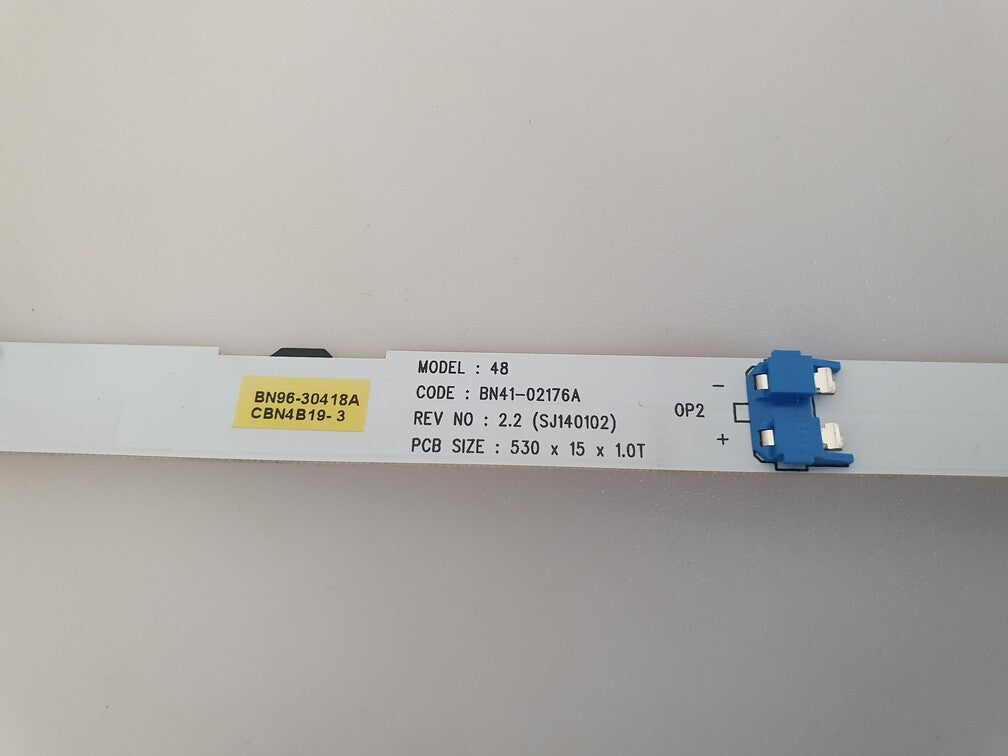 BN96-30418A
CBN4B19- 3
MODEL : 48
CODE : BN41-02176A
REV NO : 2.2 (SJ140102)
PCB SIZE : 530 x 15 x 1.0T
−
OP2
+